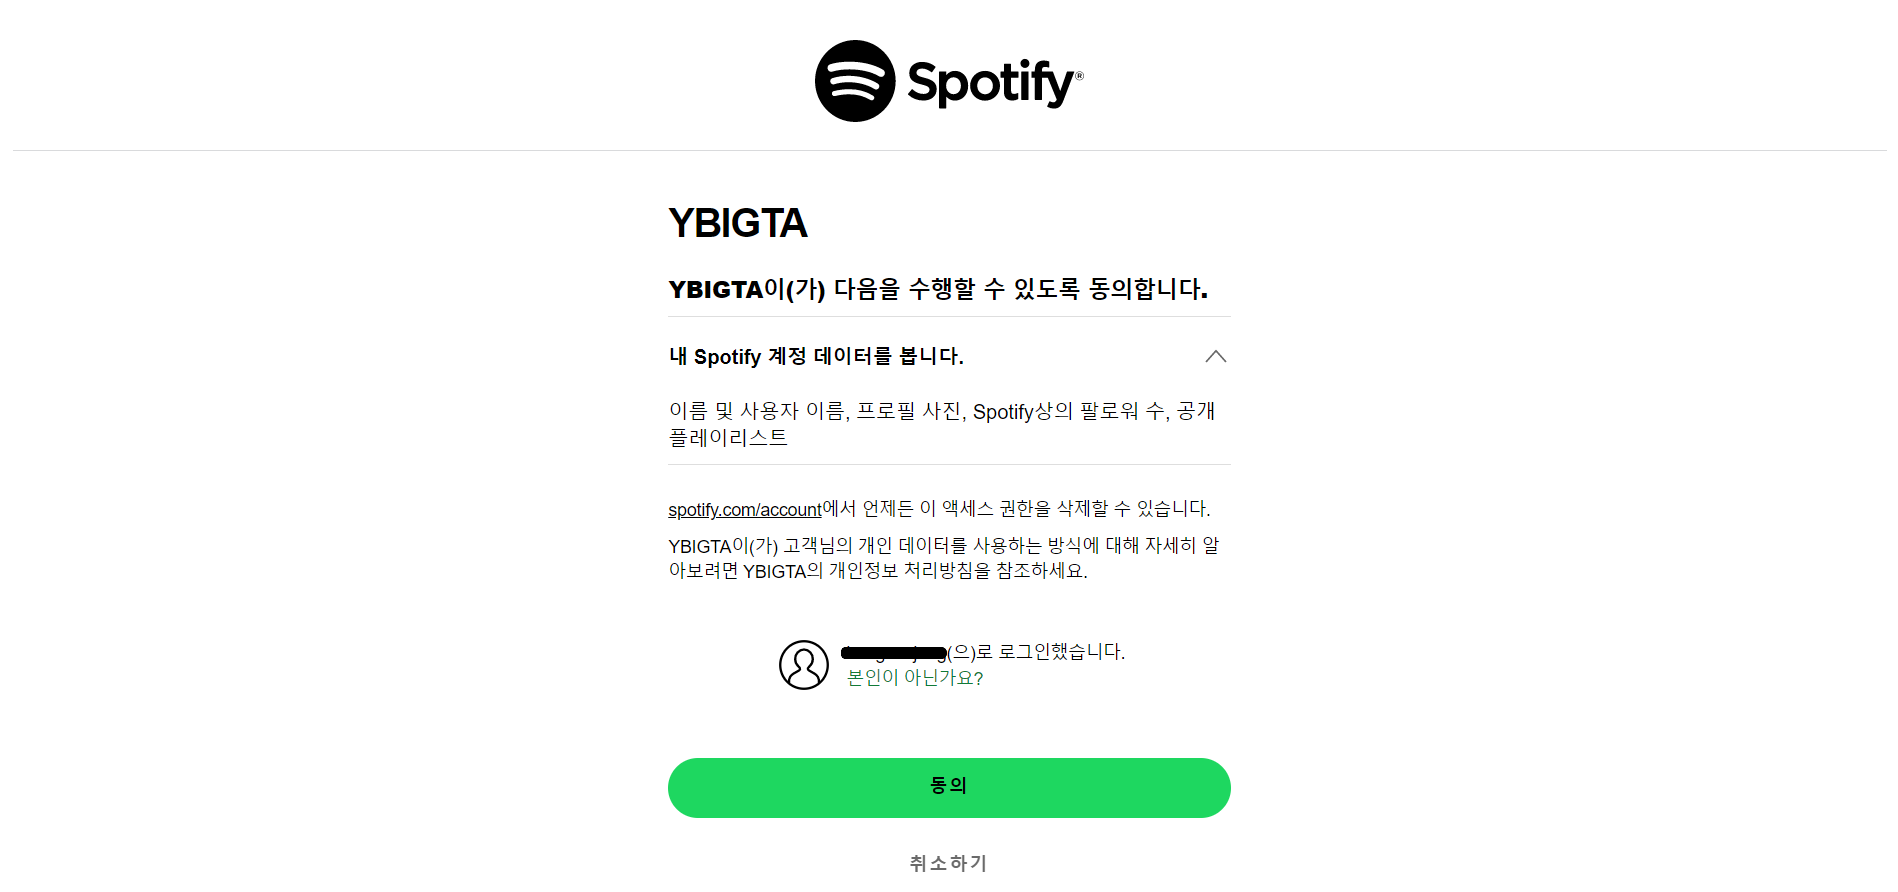 Spotify®
YBIGTA
YBIGTA이(가) 다음을 수행할 수 있도록 동의합니다.
내 Spotify 계정 데이터를 봅니다.
이름 및 사용자 이름, 프로필 사진, Spotify상의 팔로워 수, 공개
플레이리스트
spotify.com/account에서 언제든 이 액세스 권한을 삭제할 수 있습니다.
YBIGTA이(가) 고객님의 개인 데이터를 사용하는 방식에 대해 자세히 알
아보려면 YBIGTA의 개인정보 처리방침을 참조하세요.
(으)로 로그인했습니다.
본인이 아닌가요?
동의
취소하기